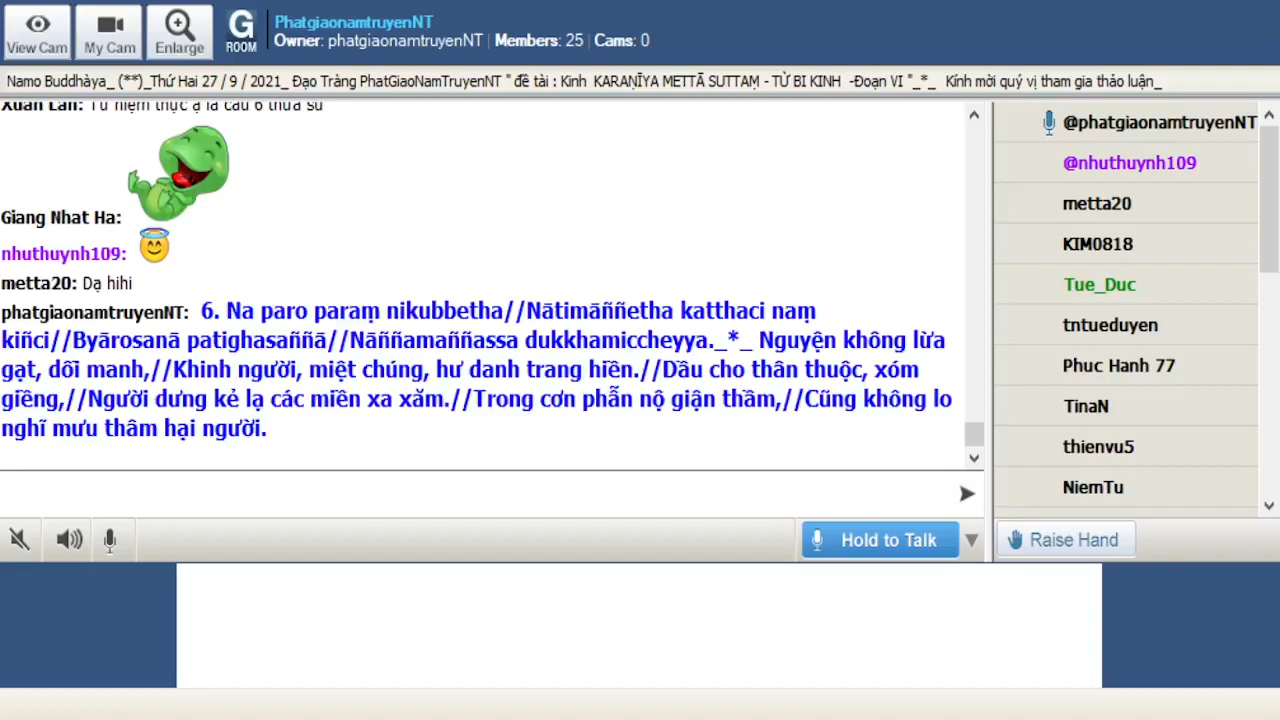 View Cam
My Cam
Enlarge
G
ROOM
PhatgiaonamtruyenNT
Owner: phatgiaonamtruyenNT | Members: 25 | Cams: 0
Namo Buddhàya_ (**)_Thứ Hai 27 / 9 / 2021_ Đạo Tràng PhatGiaoNamTruyenNT " đề tài : Kinh KARAṆĪYA METTĀ SUTTAṂ - TỪ BI KINH -Đoạn VI "_*_ Kính mời quý vị tham gia thảo luận_
Xuân Lan: Tù niệm thực ạ là câu 6 thưa sư
Giang Nhat Ha:
nhuthuynh109:
metta20: Dạ hihi
phatgiaonamtruyenNT: 6. Na paro paraṃ nikubbetha//Nātimāññetha katthaci naṃ
kiñci//Byārosanā patighasaññā//Nāññamaññassa dukkhamiccheyya._*_ Nguyện không lừa
gạt, dối manh,//Khinh người, miệt chúng, hư danh trang hiền.//Dầu cho thân thuộc, xóm
giềng,//Người dưng kẻ lạ các miền xa xăm.//Trong cơn phẫn nộ giận thầm,//Cũng không lo
nghĩ mưu thâm hại người.
Hold to Talk
@phatgiaonamtruyenNT
@nhuthuynh109
metta20
KIM0818
Tue_Duc
tntueduyen
Phuc Hanh 77
TinaN
thienvu5
NiemTu
Raise Hand